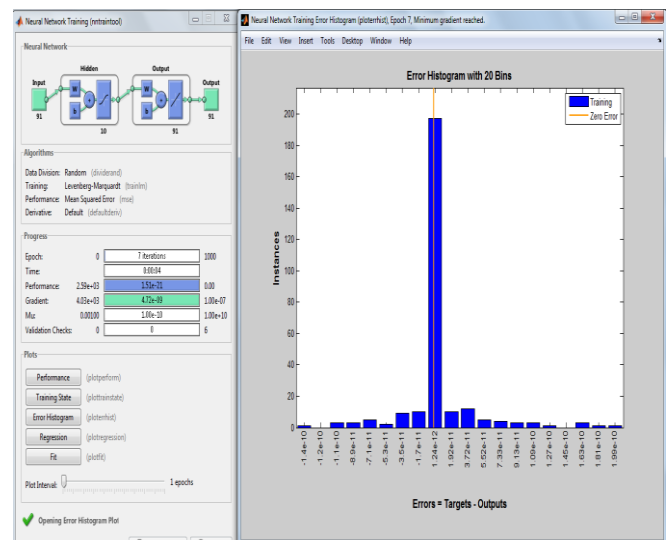 Neural Network Training (nntraintool)
Neural Network
Hidden
Output
Input
Output
W
b
+
W
b
+
91
10
91
91
Algorithms
Data Division: Random (dividerand)
Training: Levenberg-Marquardt (trainlm)
Performance: Mean Squared Error (mse)
Derivative: Default (defaultderiv)
Progress
Epoch: 0 7 iterations 1000
Time: 0:00:04
Performance: 2.59e+03 1.51e-21 0.00
Gradient: 4.03e+03 4.72e-09 1.00e-07
Mu: 0.00100 1.00e-10 1.00e+10
Validation Checks: 0 0 6
Plots
Performance (plotperform)
Training State (plottrainstate)
Error Histogram (ploterrhist)
Regression (plotregression)
Fit (plotfit)
Plot Interval: 1 epochs
Opening Error Histogram Plot
Neural Network Training Error Histogram (ploterrhist), Epoch 7, Minimum gradient reached.
File Edit View Insert Tools Desktop Window Help
Error Histogram with 20 Bins
Training
Zero Error
200
180
160
140
120
100
80
60
40
20
0
Instances
-1.4e-10
-1.2e-10
-1.1e-10
-8.9e-11
-7.1e-11
-5.3e-11
-3.5e-11
-1.7e-11
1.24e-12
1.92e-11
3.72e-11
5.52e-11
7.33e-11
9.13e-11
1.09e-10
1.27e-10
1.45e-10
1.63e-10
1.81e-10
1.99e-10
Errors = Targets - Outputs